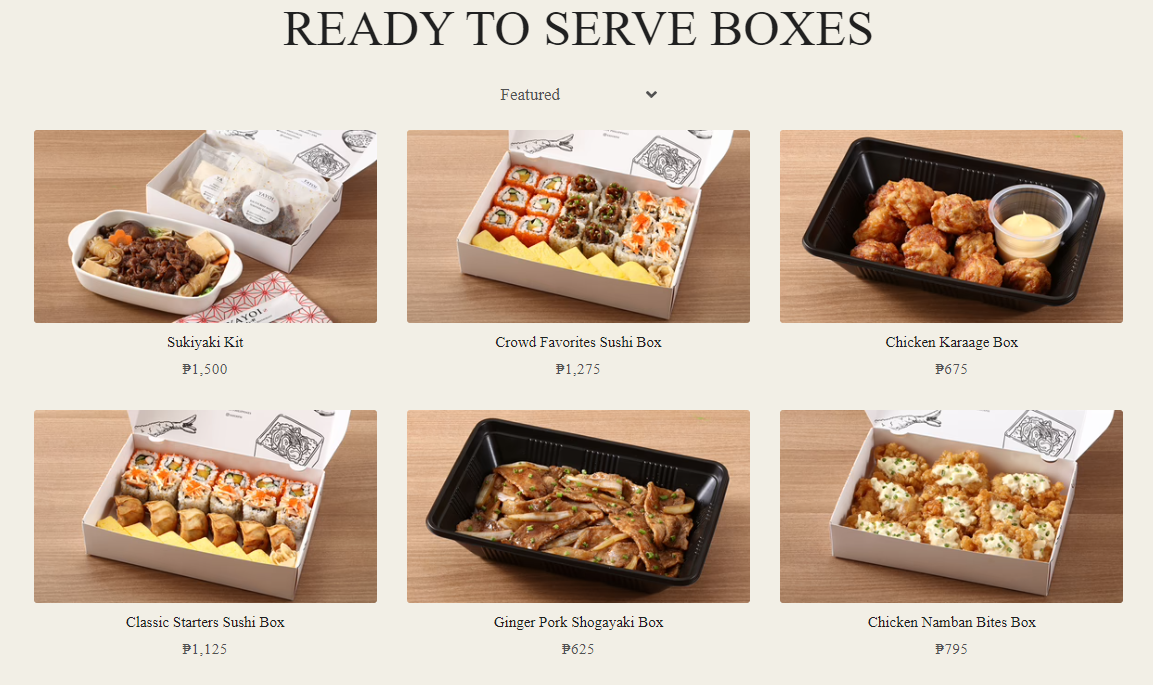 READY TO SERVE BOXES
Featured
YAYOI
Sukiyaki Kit
₱1,500
Crowd Favorites Sushi Box
₱1,275
Chicken Karaage Box
₱675
Classic Starters Sushi Box
₱1,125
Ginger Pork Shogayaki Box
₱625
Chicken Namban Bites Box
₱795